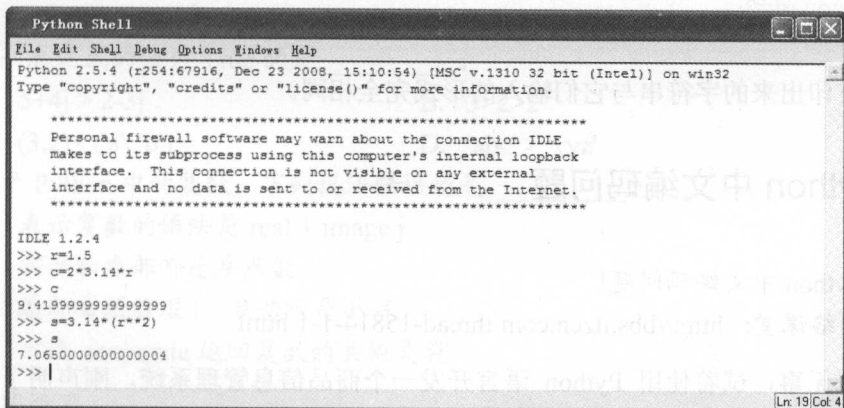 Python Shell
File Edit Shell Debug Options Windows Help
Python 2.5.4 (r254:67916, Dec 23 2008, 15:10:54) [MSC v.1310 32 bit (Intel)] on win32
Type "copyright", "credits" or "license()" for more information.
****************************************************************
Personal firewall software may warn about the connection IDLE
makes to its subprocess using this computer's internal loopback
interface. This connection is not visible on any external
interface and no data is sent to or received from the Internet.
****************************************************************
IDLE 1.2.4
>>> r=1.5
>>> c=2*3.14*r
>>> c
9.4199999999999999
>>> s=3.14*(r**2)
>>> s
7.0650000000000004
>>>
Ln: 19 Col: 4